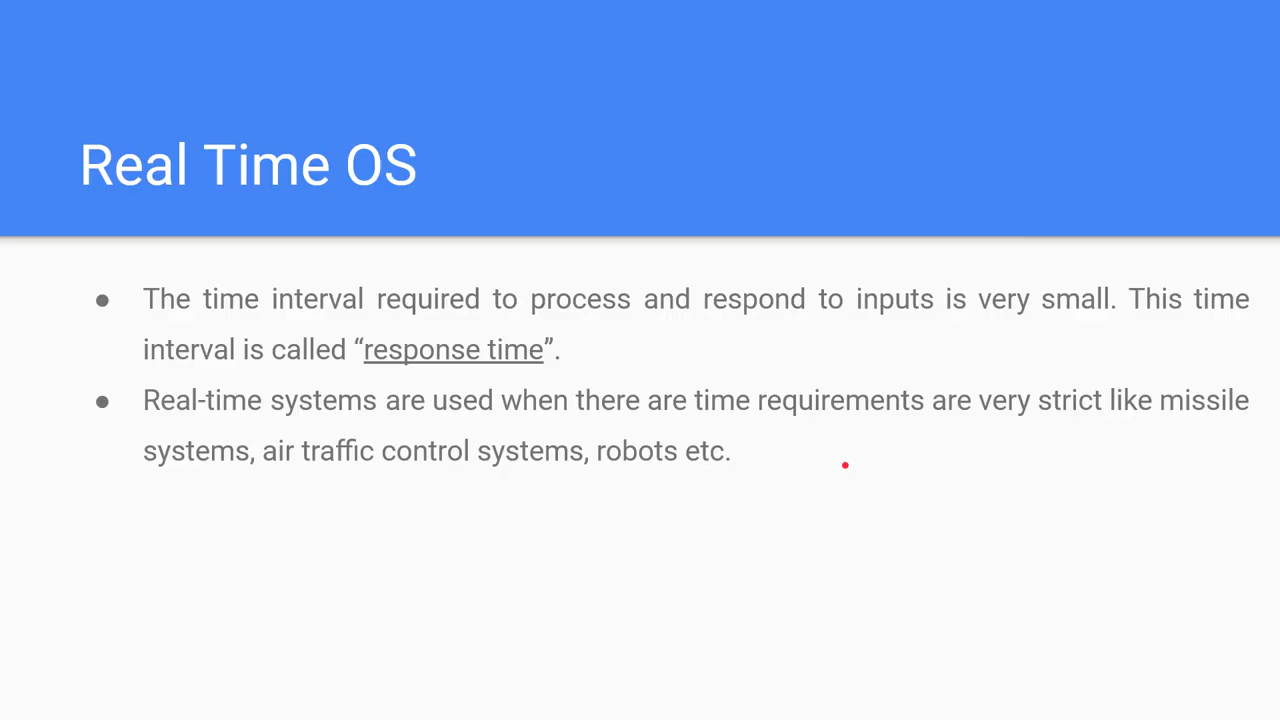 Real Time OS
● The time interval required to process and respond to inputs is very small. This time
interval is called “response time”.
● Real-time systems are used when there are time requirements are very strict like missile
systems, air traffic control systems, robots etc.